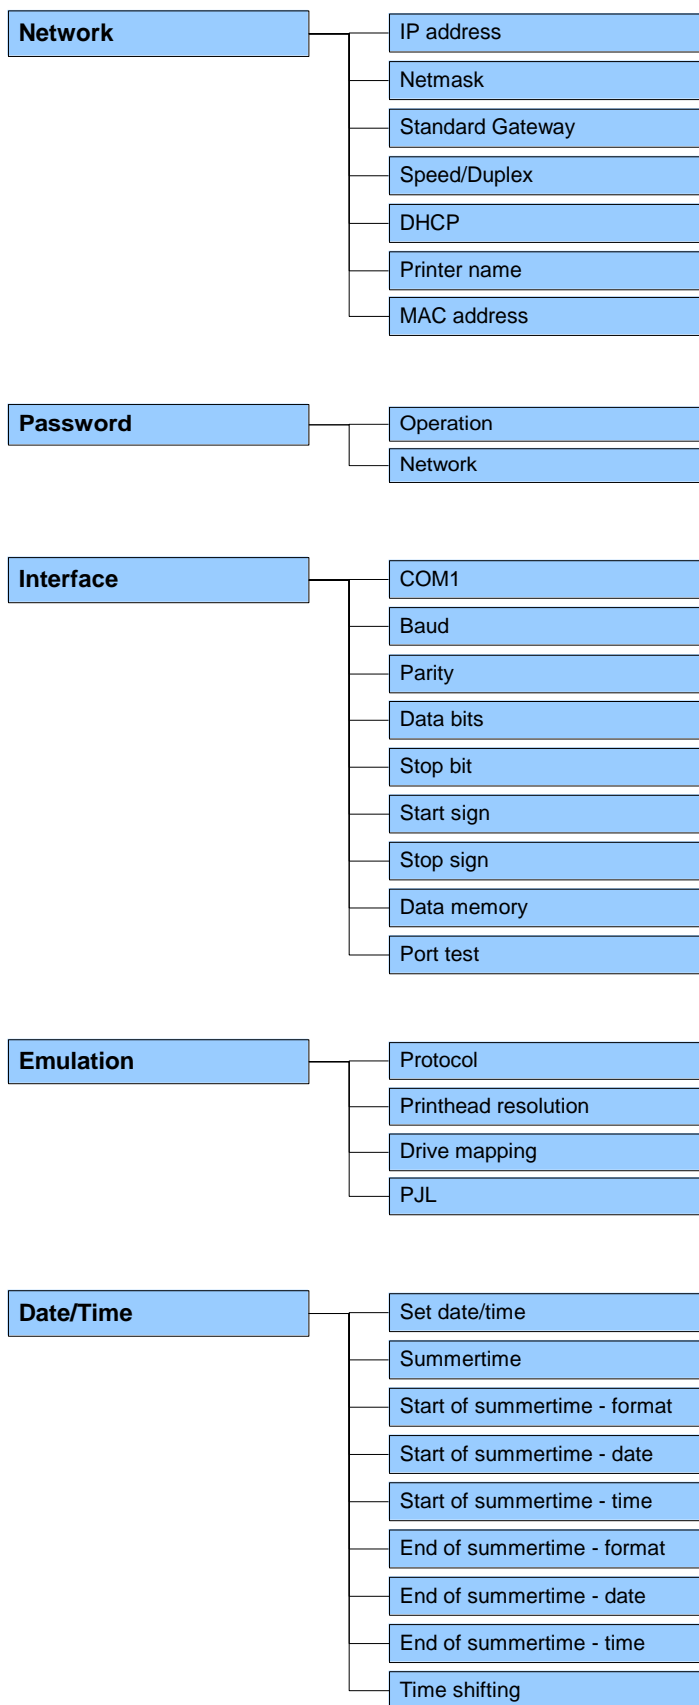 Network
IP address
Netmask
Standard Gateway
Speed/Duplex
DHCP
Printer name
MAC address
Password
Operation
Network
Interface
COM1
Baud
Parity
Data bits
Stop bit
Start sign
Stop sign
Data memory
Port test
Emulation
Protocol
Printhead resolution
Drive mapping
PJL
Date/Time
Set date/time
Summertime
Start of summertime - format
Start of summertime - date
Start of summertime - time
End of summertime - format
End of summertime - date
End of summertime - time
Time shifting